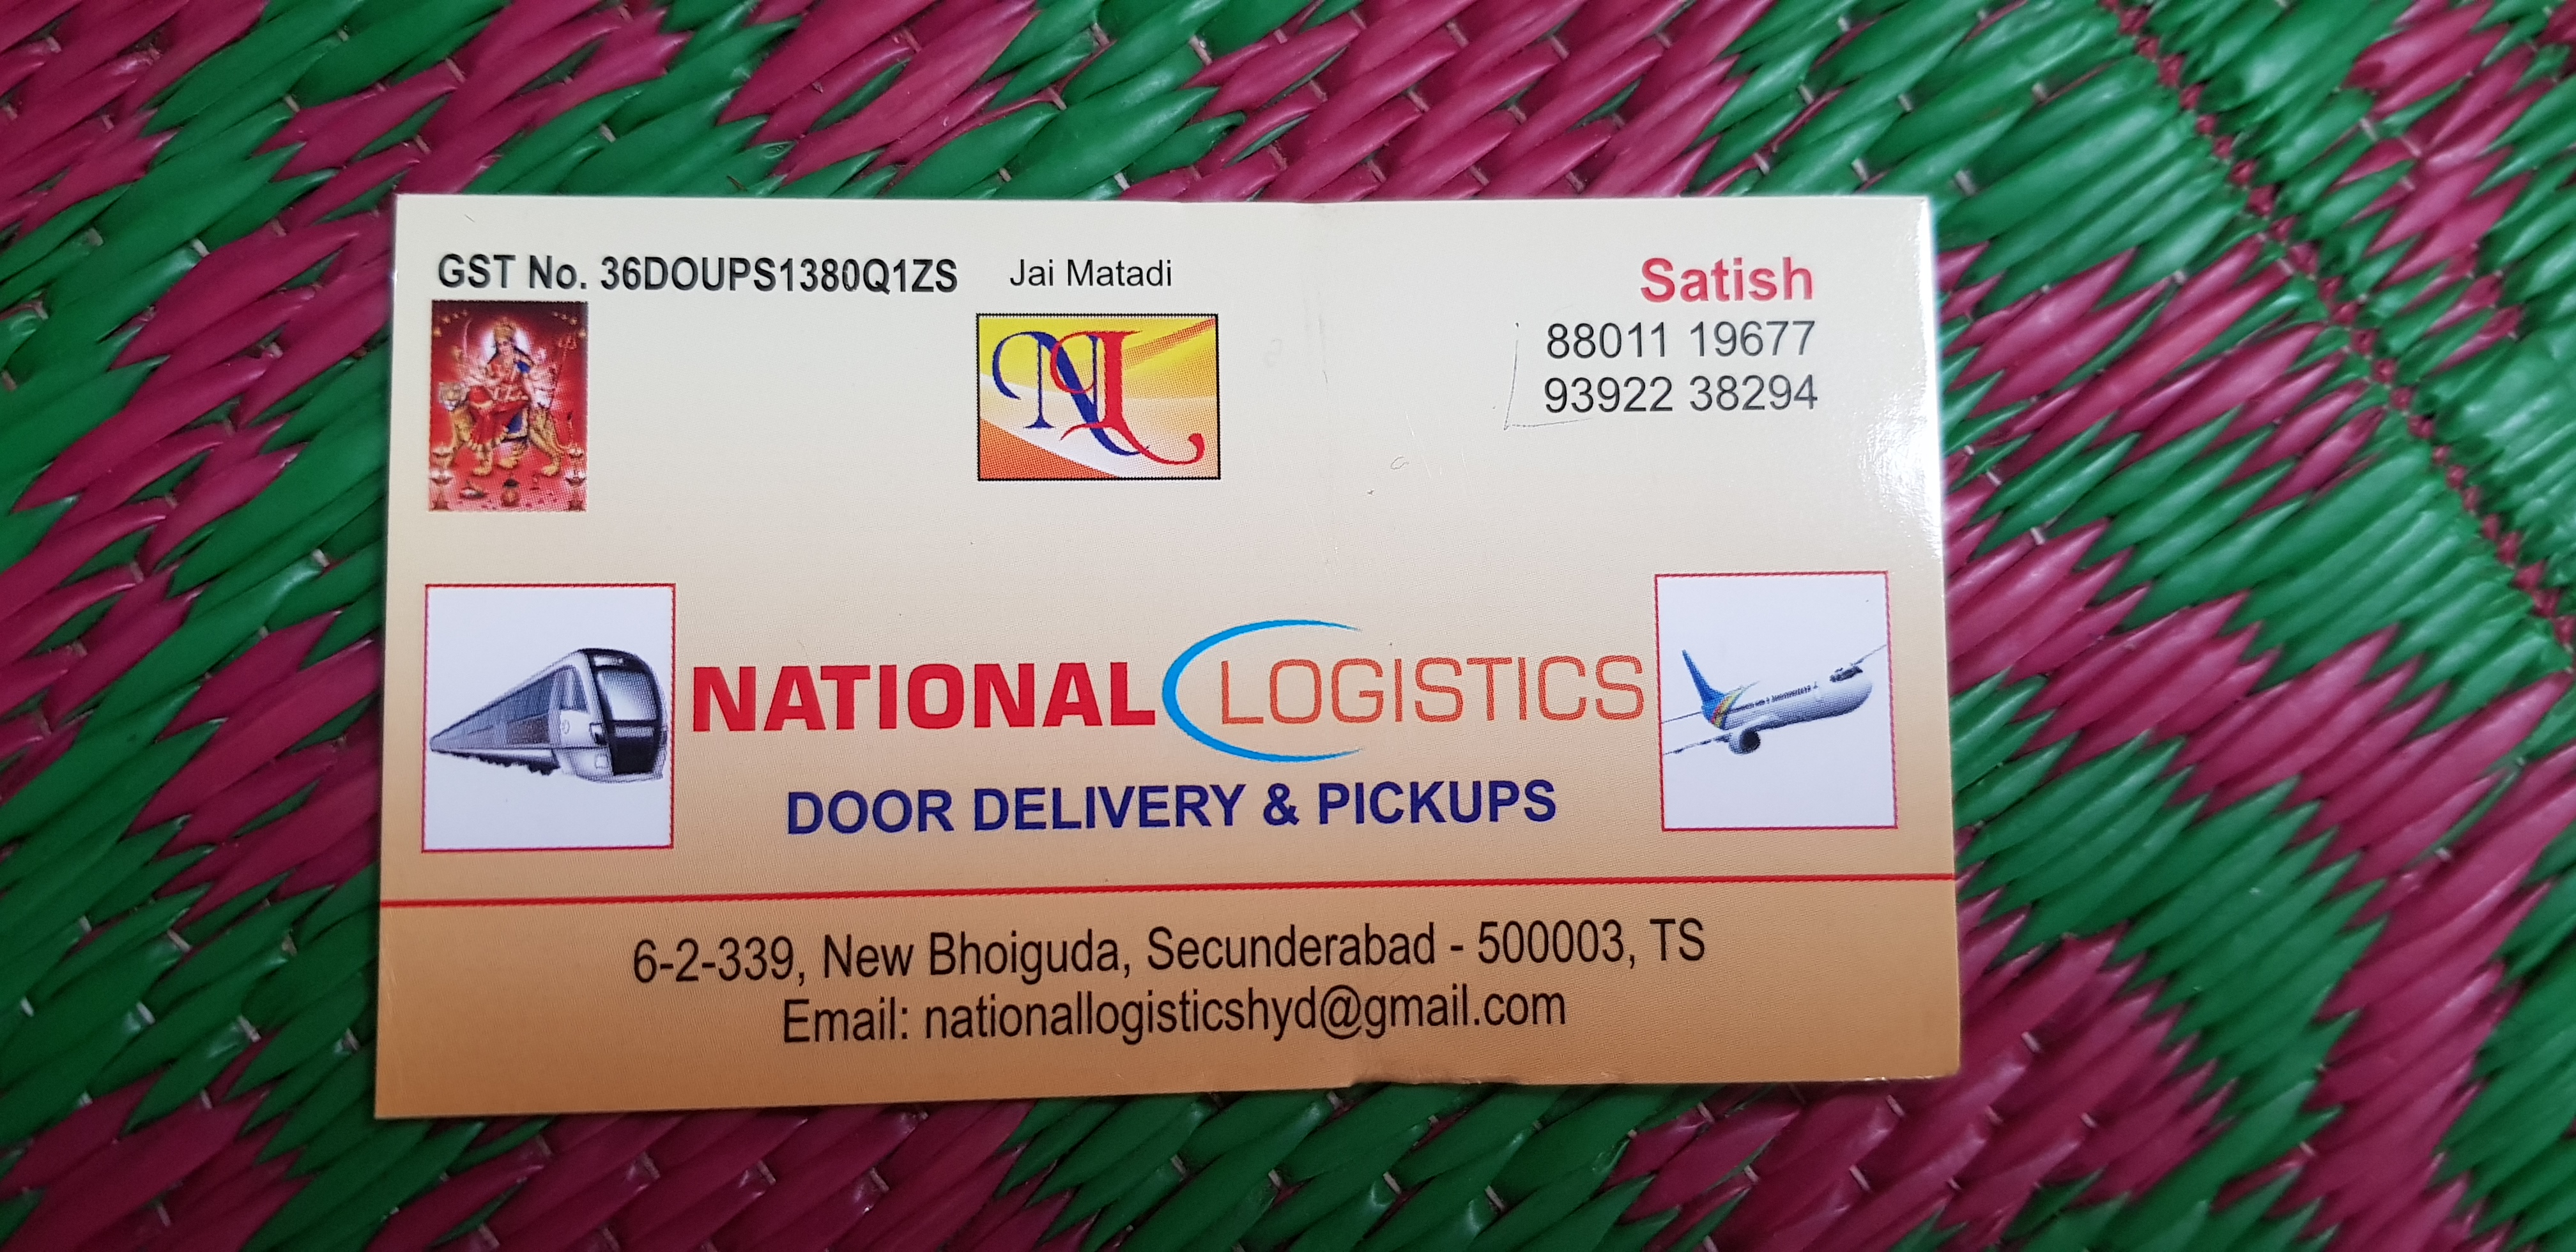 GST No. 36DOUPS1380Q1ZS
Jai Matadi
NL
Satish
88011 19677
93922 38294
NATIONAL LOGISTICS
DOOR DELIVERY & PICKUPS
6-2-339, New Bhoiguda, Secunderabad - 500003, TS
Email: nationallogisticshyd@gmail.com